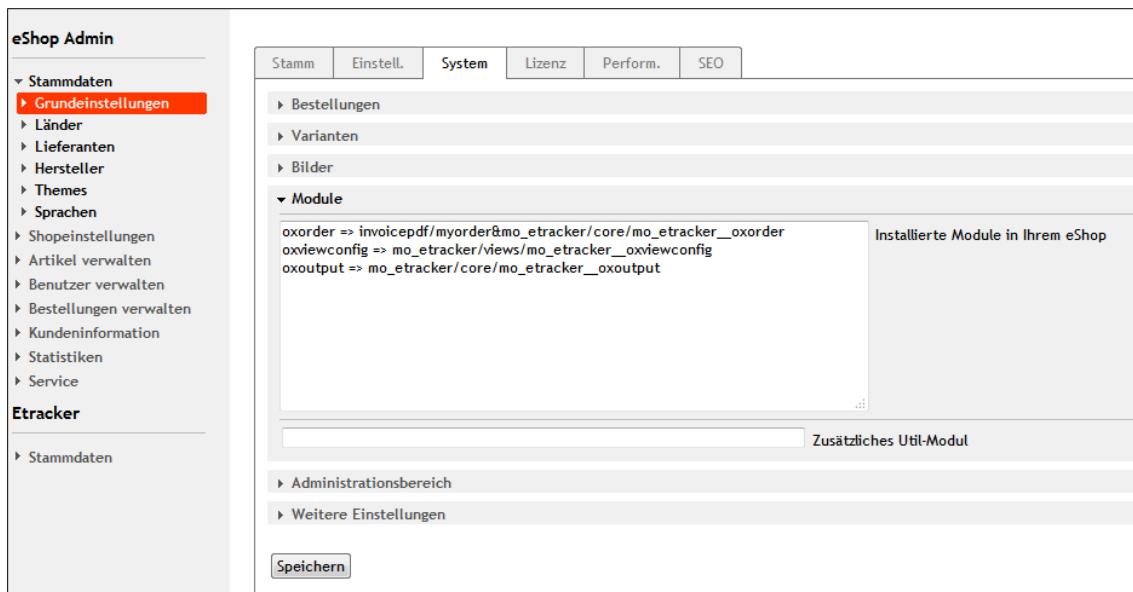 eShop Admin
Stammdaten
Grundeinstellungen
Länder
Lieferanten
Hersteller
Themes
Sprachen
Shopeinstellungen
Artikel verwalten
Benutzer verwalten
Bestellungen verwalten
Kundeninformation
Statistiken
Service
Etracker
Stammdaten
Stamm Einstell. System Lizenz Perform. SEO
Bestellungen
Varianten
Bilder
Module
oxorder => invoicepdf/myorder&mo_etracker/core/mo_etracker__oxorder
oxviewconfig => mo_etracker/views/mo_etracker__oxviewconfig
oxoutput => mo_etracker/core/mo_etracker__oxoutput
Installierte Module in Ihrem eShop
Zusätzliches Util-Modul
Administrationsbereich
Weitere Einstellungen
Speichern